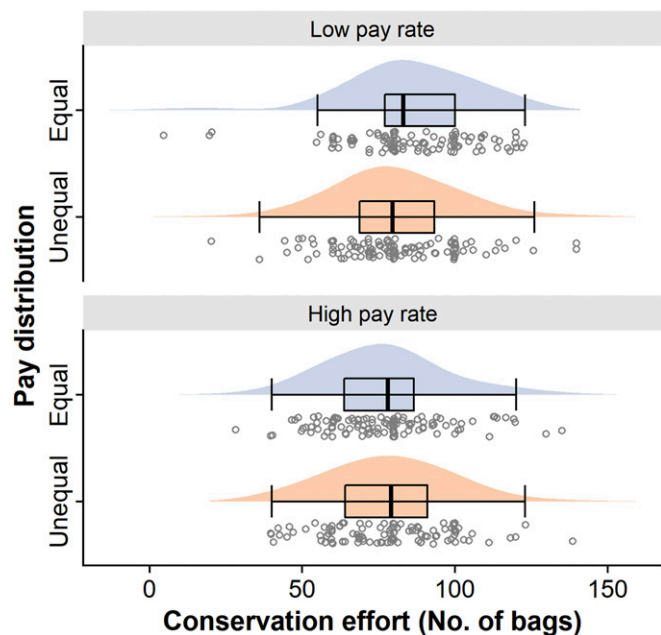 Low pay rate
Equal
Unequal
High pay rate
Equal
Unequal
Pay distribution
0 50 100 150
Conservation effort (No. of bags)